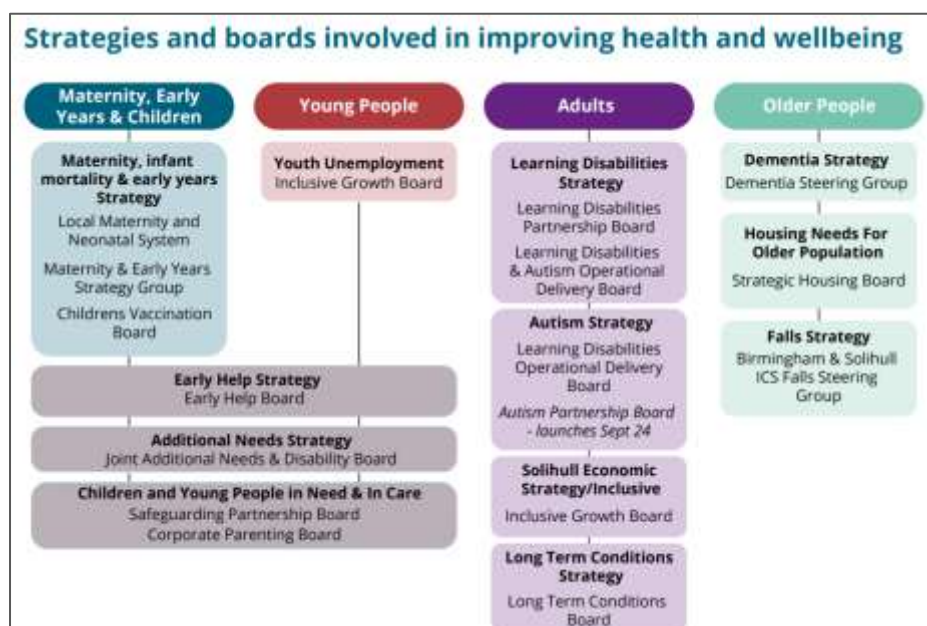 Strategies and boards involved in improving health and wellbeing
Maternity, Early
Years & Children
Maternity, infant
mortality & early years
Strategy
Local Maternity and
Neonatal System
Maternity & Early Years
Strategy Group
Childrens Vaccination
Board
Young People
Youth Unemployment
Inclusive Growth Board
Early Help Strategy
Early Help Board
Additional Needs Strategy
Joint Additional Needs & Disability Board
Children and Young People in Need & In Care
Safeguarding Partnership Board
Corporate Parenting Board
Adults
Learning Disabilities
Strategy
Learning Disabilities
Partnership Board
Learning Disabilities
& Autism Operational
Delivery Board
Autism Strategy
Learning Disabilities
Operational Delivery
Board
Autism Partnership Board
- launches Sept 24
Solihull Economic
Strategy/Inclusive
Inclusive Growth Board
Long Term Conditions
Strategy
Long Term Conditions
Board
Older People
Dementia Strategy
Dementia Steering Group
Housing Needs For
Older Population
Strategic Housing Board
Falls Strategy
Birmingham & Solihull
ICS Falls Steering
Group